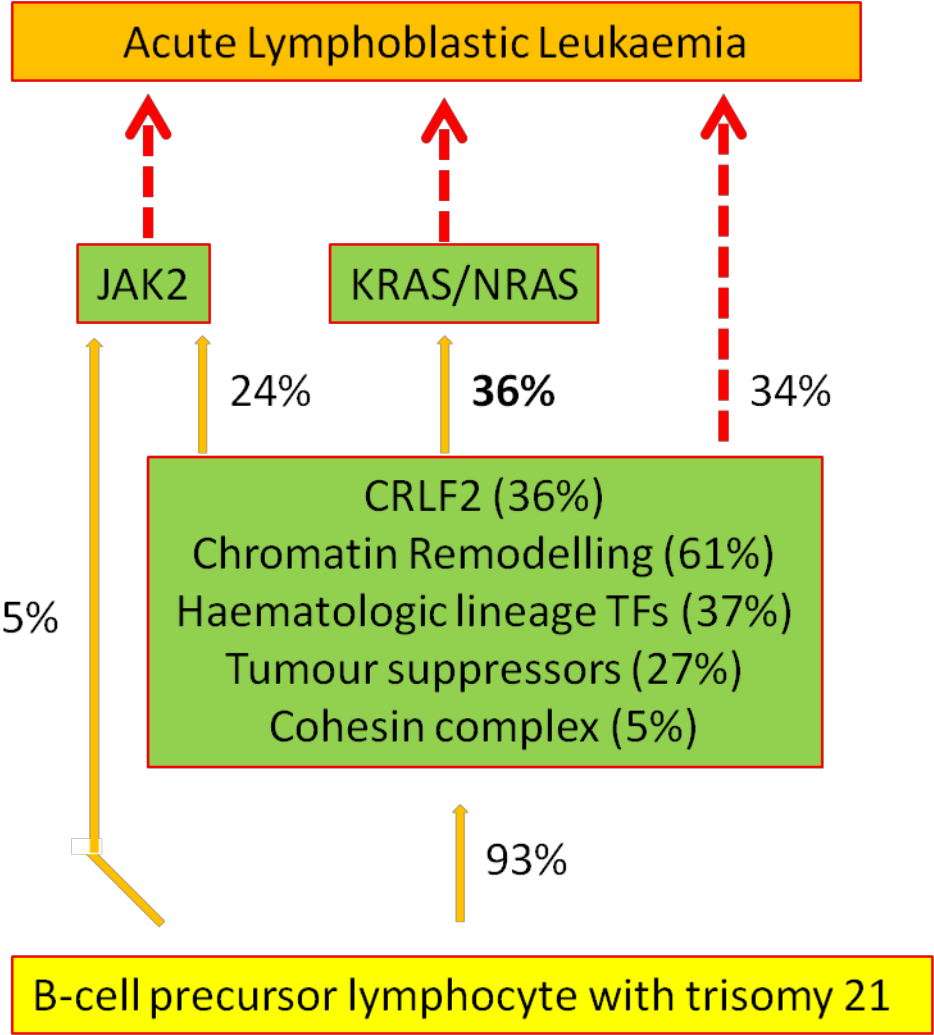 Acute Lymphoblastic Leukaemia
JAK2
KRAS/NRAS
24%
36%
34%
CRLF2 (36%)
Chromatin Remodelling (61%)
Haematologic lineage TFs (37%)
Tumour suppressors (27%)
Cohesin complex (5%)
5%
93%
B-cell precursor lymphocyte with trisomy 21